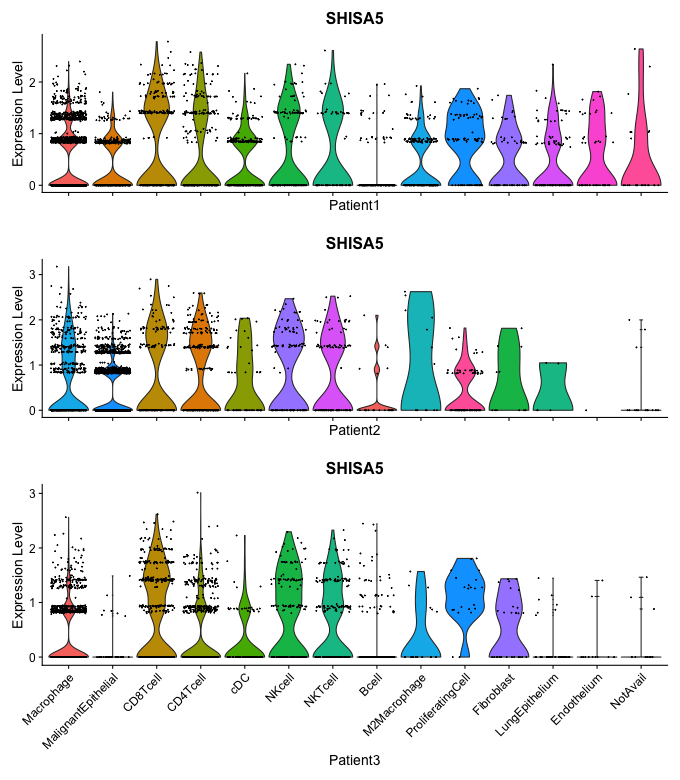 SHISA5
Expression Level
2
1
0
Patient1
SHISA5
Expression Level
3
2
1
0
Patient2
SHISA5
Expression Level
3
2
1
0
Macrophage
MalignantEpithelial
CD8Tcell
CD4Tcell
cDC
NKcell
NKTcell
Bcell
M2Macrophage
ProliferatingCell
Fibroblast
LungEpithelium
Endothelium
NotAvail
Patient3